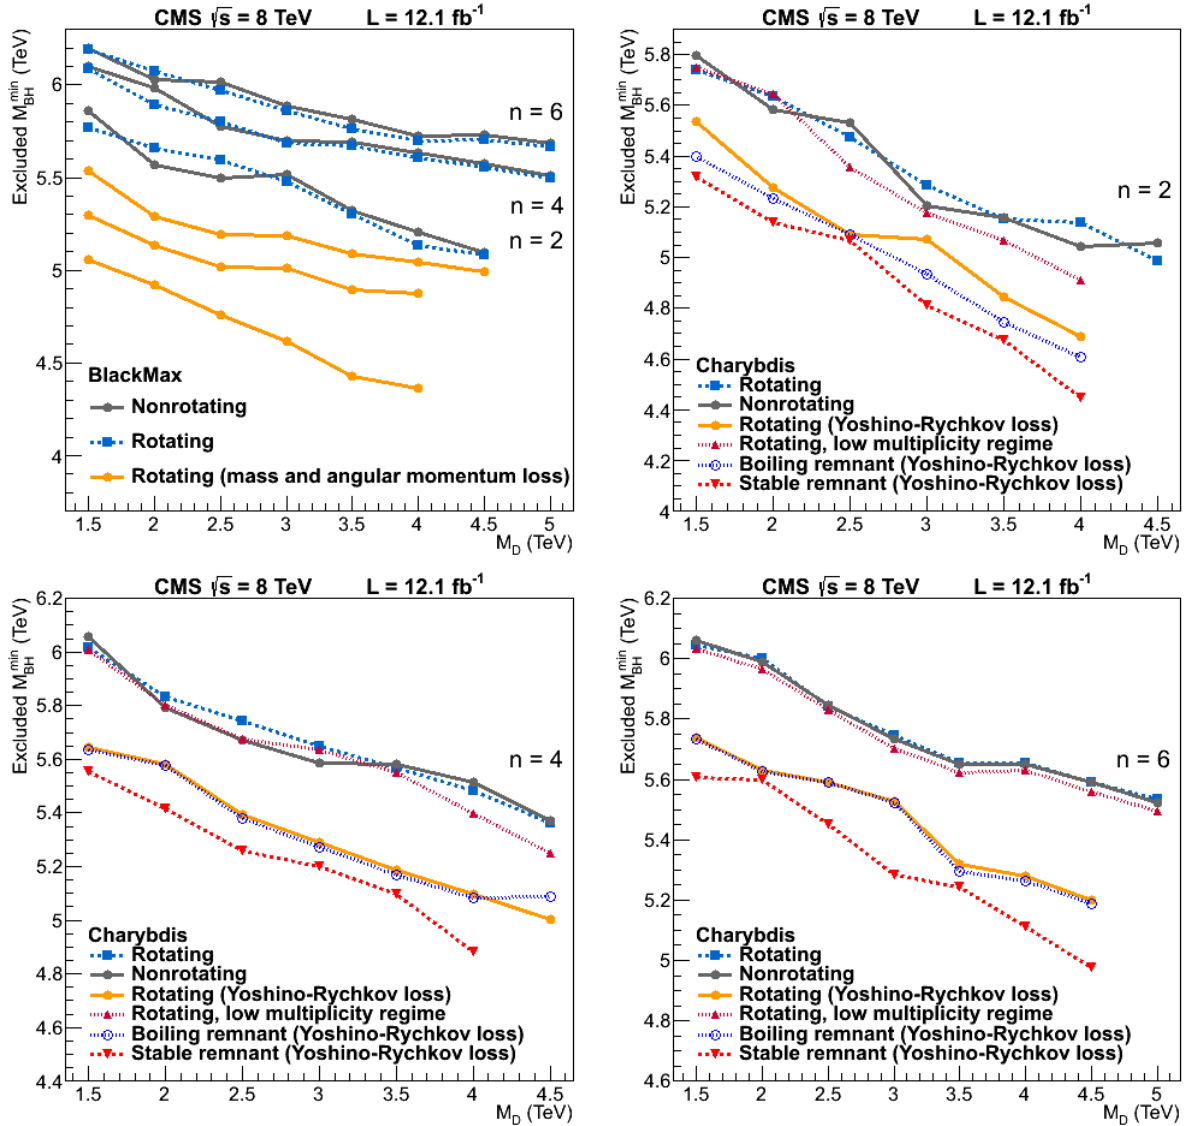 CMS √s = 8 TeV L = 12.1 fb⁻¹
Excluded M_BH^min (TeV)
6
5.5
5
4.5
4
n = 6
n = 4
n = 2
BlackMax
Nonrotating
Rotating
Rotating (mass and angular momentum loss)
1.5 2 2.5 3 3.5 4 4.5 5
M_D (TeV)
CMS √s = 8 TeV L = 12.1 fb⁻¹
Excluded M_BH^min (TeV)
5.8
5.6
5.4
5.2
5
4.8
4.6
4.4
4.2
4
n = 2
Charybdis
Rotating
Nonrotating
Rotating (Yoshino-Rychkov loss)
Rotating, low multiplicity regime
Boiling remnant (Yoshino-Rychkov loss)
Stable remnant (Yoshino-Rychkov loss)
1.5 2 2.5 3 3.5 4 4.5
M_D (TeV)
CMS √s = 8 TeV L = 12.1 fb⁻¹
Excluded M_BH^min (TeV)
6.2
6
5.8
5.6
5.4
5.2
5
4.8
4.6
4.4
n = 4
Charybdis
Rotating
Nonrotating
Rotating (Yoshino-Rychkov loss)
Rotating, low multiplicity regime
Boiling remnant (Yoshino-Rychkov loss)
Stable remnant (Yoshino-Rychkov loss)
1.5 2 2.5 3 3.5 4 4.5
M_D (TeV)
CMS √s = 8 TeV L = 12.1 fb⁻¹
Excluded M_BH^min (TeV)
6.2
6
5.8
5.6
5.4
5.2
5
4.8
4.6
n = 6
Charybdis
Rotating
Nonrotating
Rotating (Yoshino-Rychkov loss)
Rotating, low multiplicity regime
Boiling remnant (Yoshino-Rychkov loss)
Stable remnant (Yoshino-Rychkov loss)
1.5 2 2.5 3 3.5 4 4.5 5
M_D (TeV)